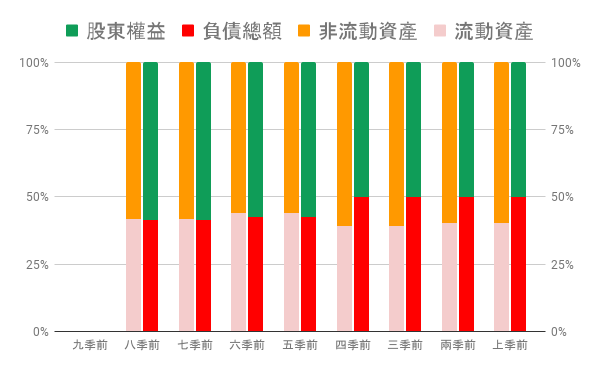 股東權益 負債總額 非流動資產 流動資產
100% 100%
75% 75%
50% 50%
25% 25%
0% 0%
九季前 八季前 七季前 六季前 五季前 四季前 三季前 兩季前 上季前